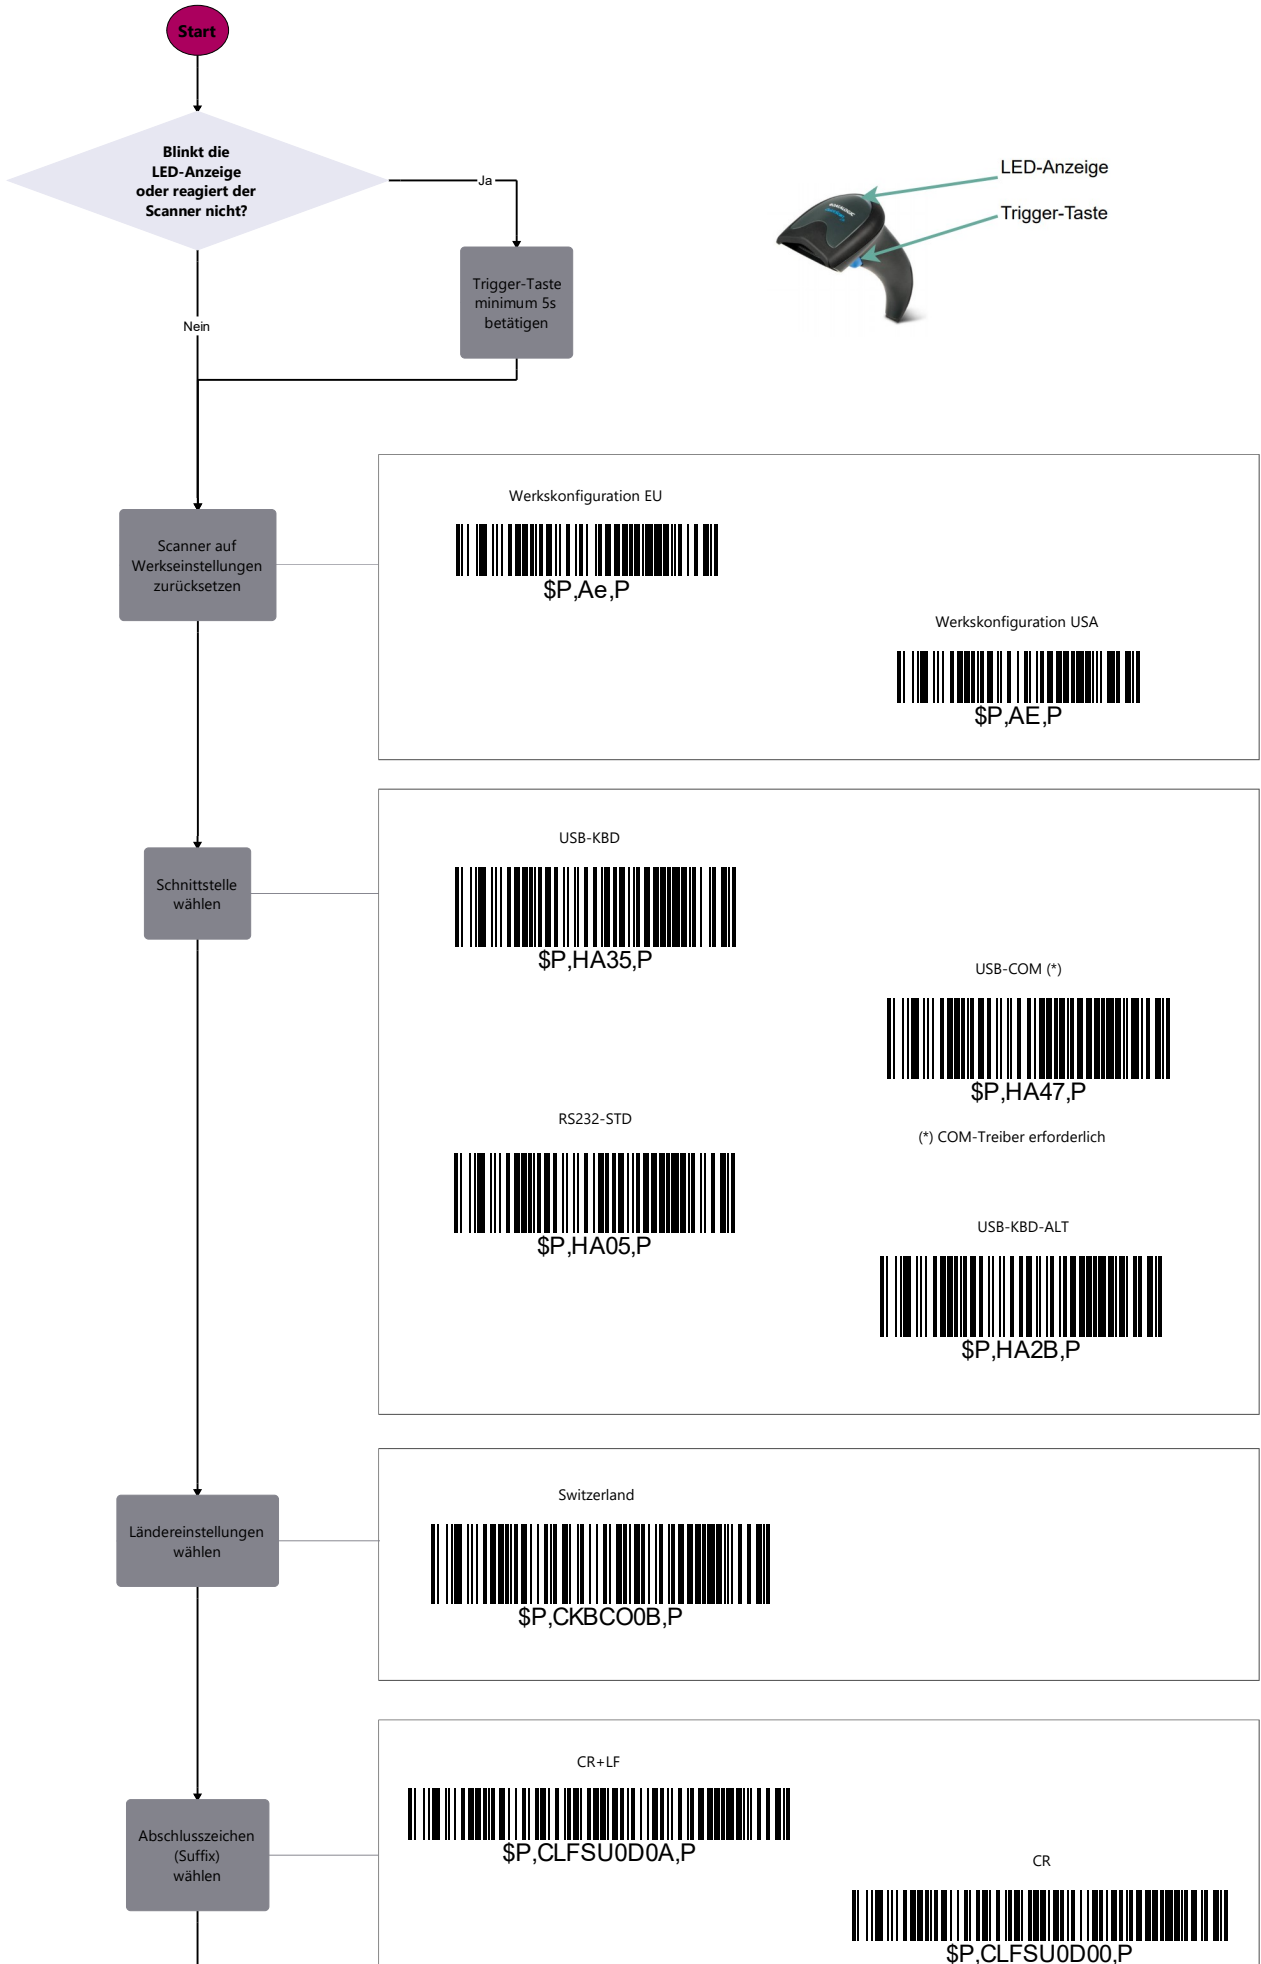 Start
Blinkt die
LED-Anzeige
oder reagiert der
Scanner nicht?
Ja
LED-Anzeige
Trigger-Taste
Trigger-Taste
minimum 5s
betätigen
Nein
Scanner auf
Werkseinstellungen
zurücksetzen
Werkskonfiguration EU
$P,Ae,P
Werkskonfiguration USA
$P,AE,P
Schnittstelle
wählen
USB-KBD
$P,HA35,P
USB-COM (*)
$P,HA47,P
(*) COM-Treiber erforderlich
RS232-STD
$P,HA05,P
USB-KBD-ALT
$P,HA2B,P
Ländereinstellungen
wählen
Switzerland
$P,CKBCO0B,P
Abschlusszeichen
(Suffix)
wählen
CR+LF
$P,CLFSU0D0A,P
CR
$P,CLFSU0D00,P